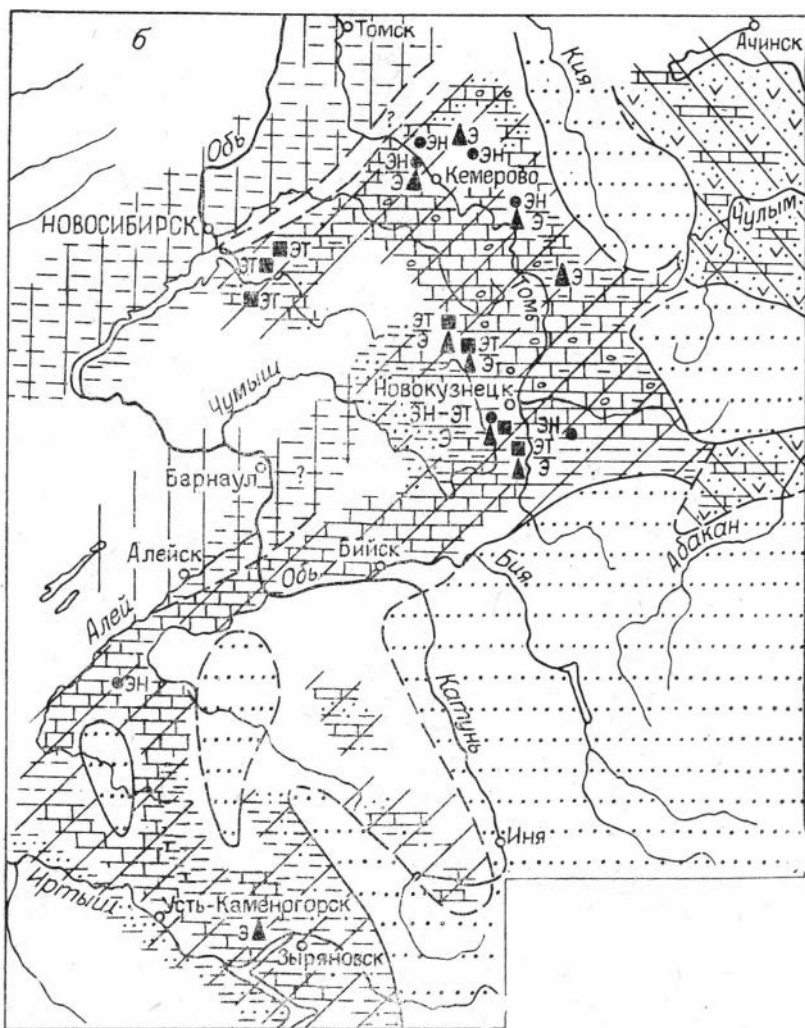 б
Томск
Ачинск
Кия
Обь
?
Э
ЭН
ЭН
ЭН
Э
Кемерово
ЭН
Э
Чулым
НОВОСИБИРСК
ЭТ
ЭТ
ЭТ
Э
Томь
ЭТ
Э
ЭТ
Э
Чумыш
Новокузнецк
ЭН-ЭТ
Э
ЭН
ЭТ
Э
Барнаул
?
Абакан
Алейск
Обь
Бийск
Бия
Алей
ЭН
Катунь
Иня
Иртыш
Усть-Каменогорск
Э
Зыряновск